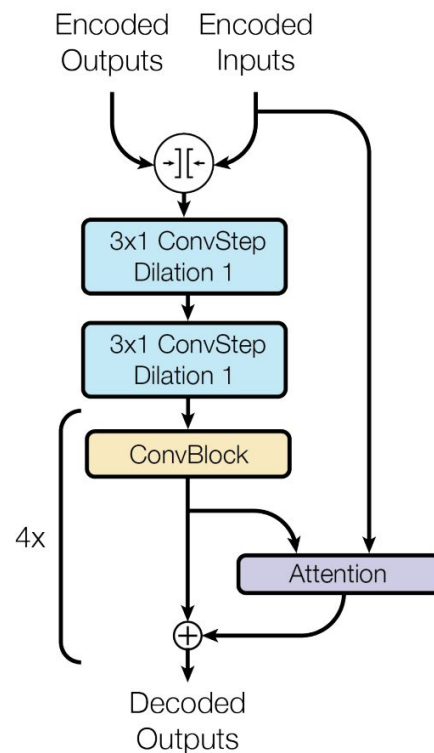 Encoded
Outputs
Encoded
Inputs
3x1 ConvStep
Dilation 1
3x1 ConvStep
Dilation 1
ConvBlock
4x
Attention
Decoded
Outputs